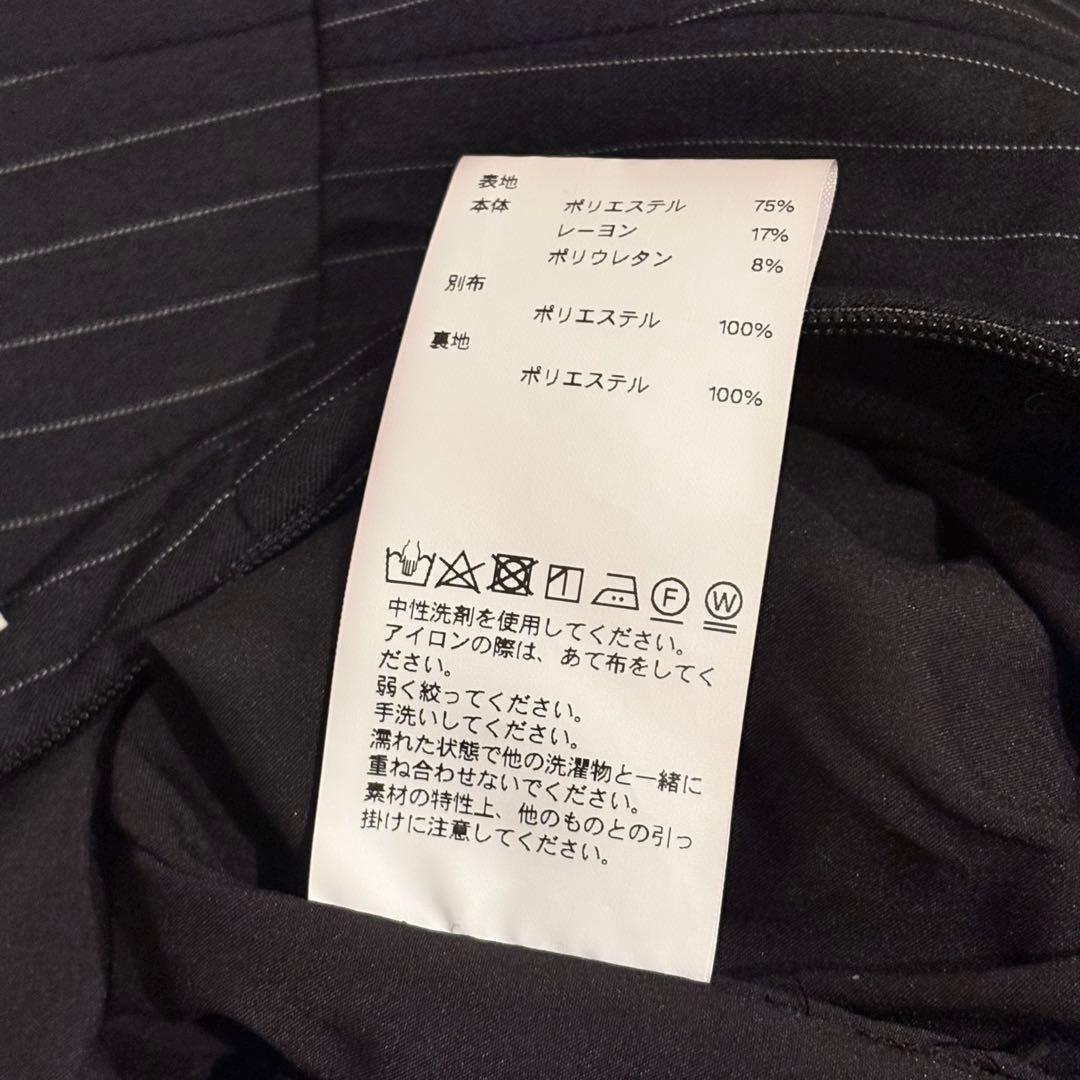 表地
本体 ポリエステル 75%
レーヨン 17%
ポリウレタン 8%
別布
ポリエステル 100%
裏地
ポリエステル 100%
F W
中性洗剤を使用してください。
アイロンの際は、あて布をしてく
ださい。
弱く絞ってください。
手洗いしてください。
濡れた状態で他の洗濯物と一緒に
重ね合わせないでください。
素材の特性上、他のものとの引っ
掛けに注意してください。